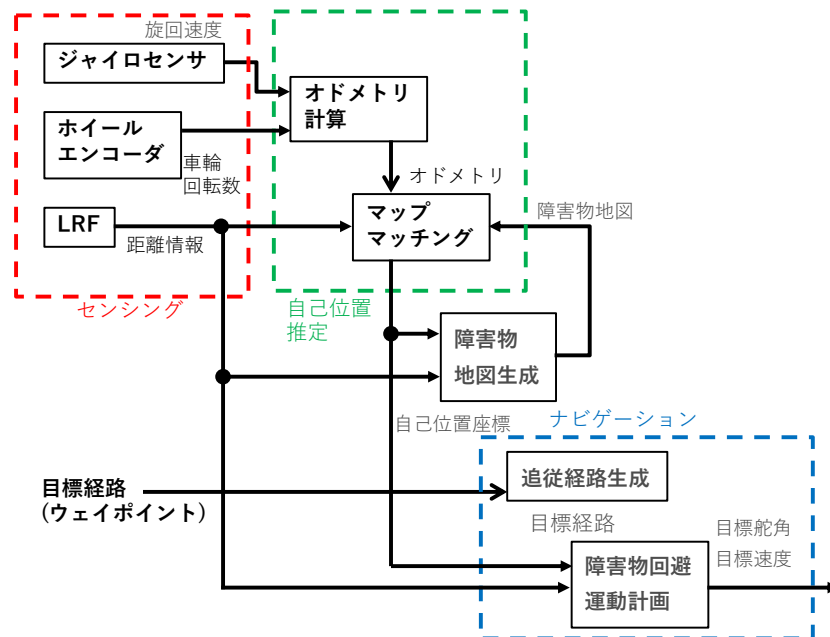 旋回速度
ジャイロセンサ
オドメトリ
計算
ホイール
エンコーダ
車輪
回転数
オドメトリ
LRF
距離情報
マップ
マッチング
障害物地図
センシング
自己位置
推定
障害物
地図生成
自己位置座標
ナビゲーション
追従経路生成
目標経路
(ウェイポイント)
目標経路
目標舵角
目標速度
障害物回避
運動計画